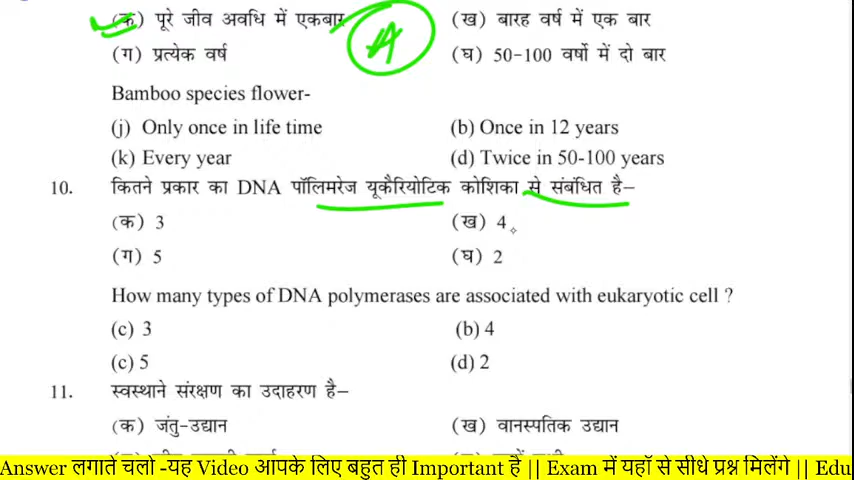 (क) पूरे जीव अवधि में एकबार (ख) बारह वर्ष में एक बार
A
(ग) प्रत्येक वर्ष (घ) 50-100 वर्षो में दो बार
Bamboo species flower-
(j) Only once in life time (b) Once in 12 years
(k) Every year (d) Twice in 50-100 years
10. कितने प्रकार का DNA पॉलिमरेज यूकैरियोटिक कोशिका से संबंधित है–
(क) 3 (ख) 4
(ग) 5 (घ) 2
How many types of DNA polymerases are associated with eukaryotic cell ?
(c) 3 (b) 4
(c) 5 (d) 2
11. स्वस्थाने संरक्षण का उदाहरण है–
(क) जंतु-उद्यान (ख) वानस्पतिक उद्यान
Answer लगाते चलो -यह Video आपके लिए बहुत ही Important है || Exam में यहाँ से सीधे प्रश्न मिलेंगे || Edu